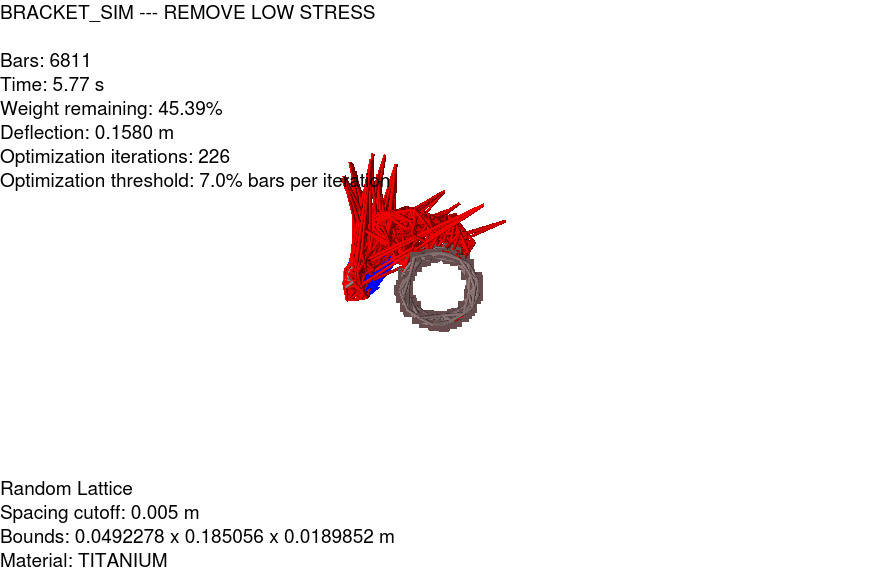 BRACKET_SIM --- REMOVE LOW STRESS
Bars: 6811
Time: 5.77 s
Weight remaining: 45.39%
Deflection: 0.1580 m
Optimization iterations: 226
Optimization threshold: 7.0% bars per iteration
Random Lattice
Spacing cutoff: 0.005 m
Bounds: 0.0492278 x 0.185056 x 0.0189852 m
Material: TITANIUM